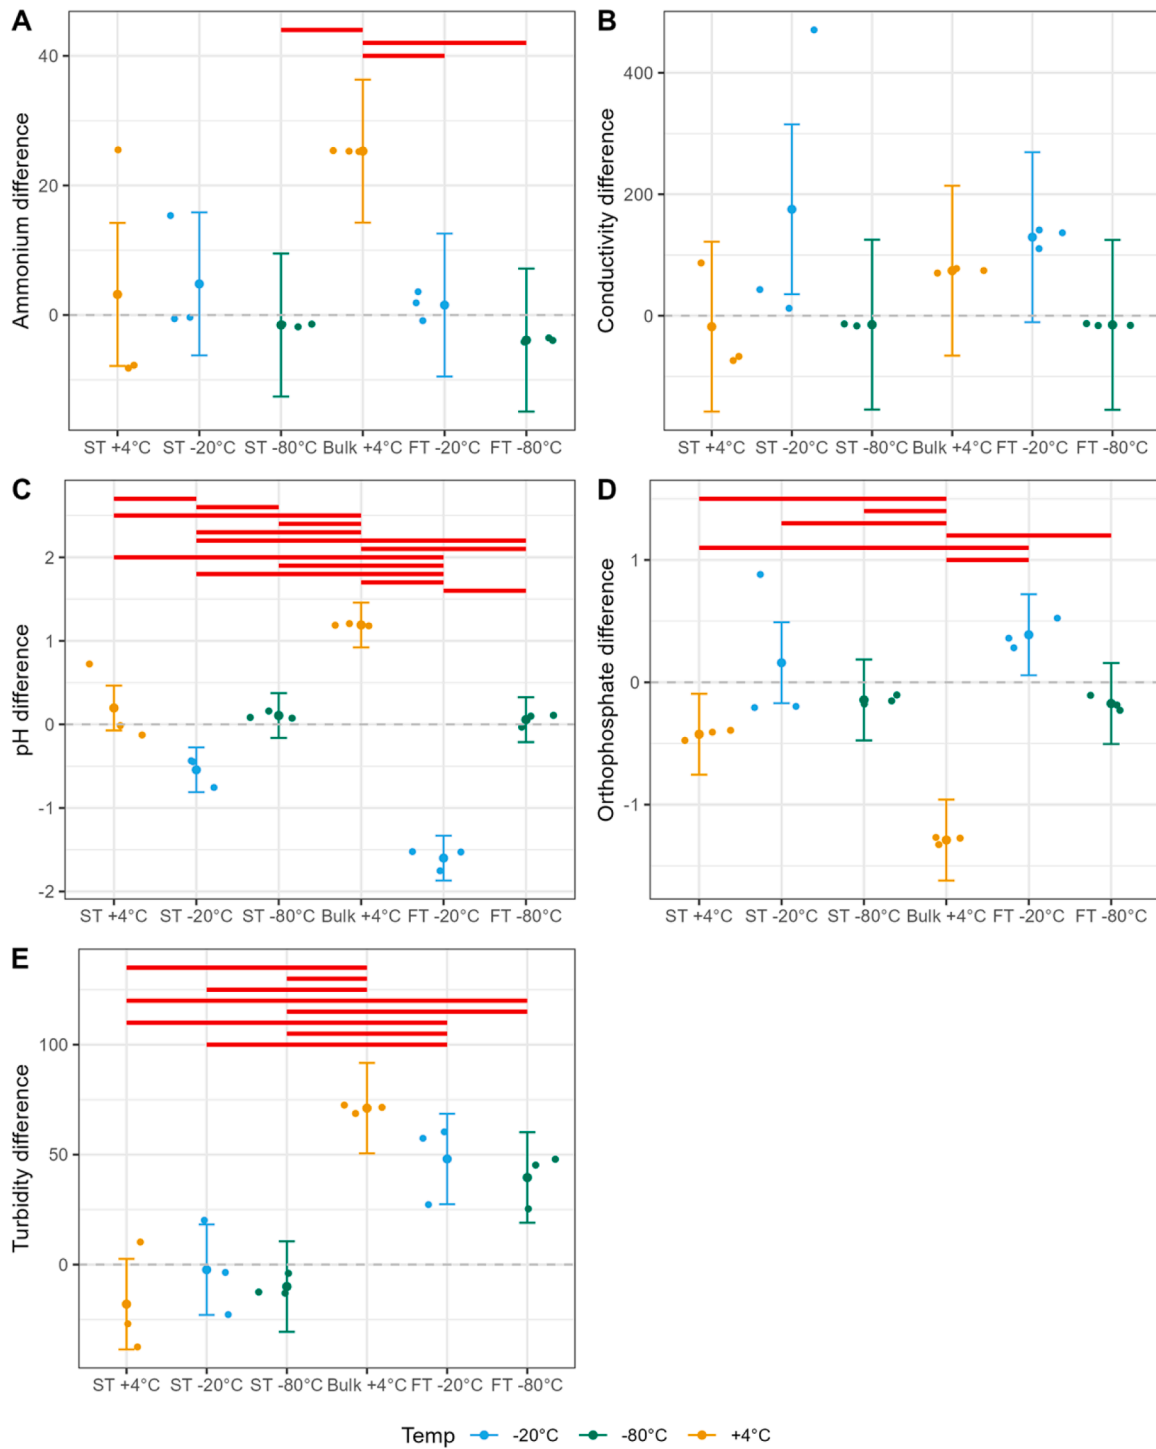 A
B
Ammonium difference
40
20
0
ST +4°C ST -20°C ST -80°C Bulk +4°C FT -20°C FT -80°C
Conductivity difference
400
200
0
ST +4°C ST -20°C ST -80°C Bulk +4°C FT -20°C FT -80°C
C
D
pH difference
2
1
0
-1
-2
ST +4°C ST -20°C ST -80°C Bulk +4°C FT -20°C FT -80°C
Orthophosphate difference
1
0
-1
ST +4°C ST -20°C ST -80°C Bulk +4°C FT -20°C FT -80°C
E
Turbidity difference
100
50
0
ST +4°C ST -20°C ST -80°C Bulk +4°C FT -20°C FT -80°C
Temp -20°C -80°C +4°C